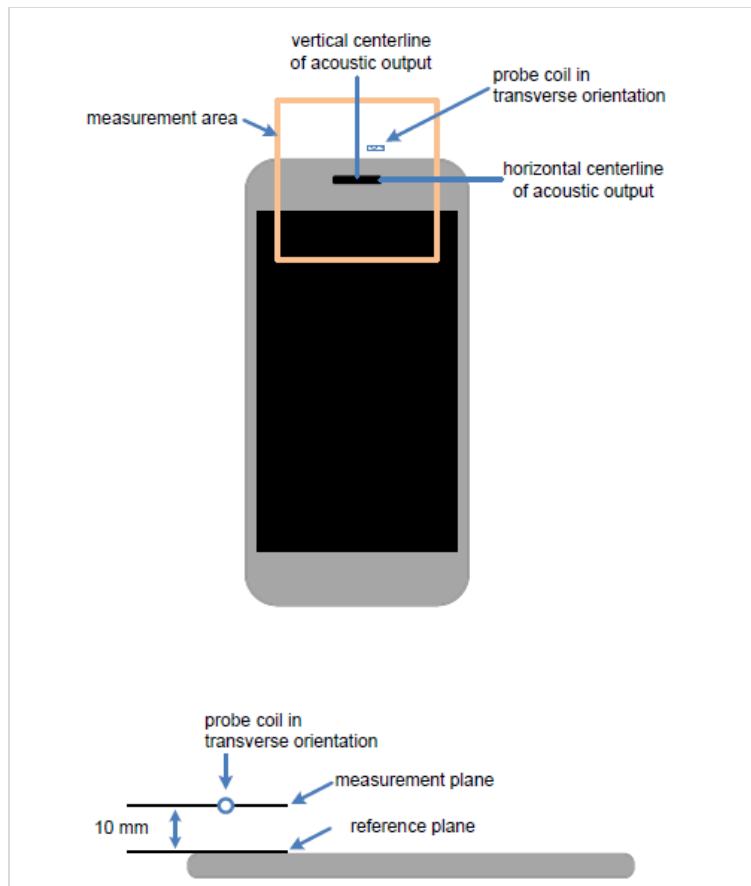 vertical centerline
of acoustic output
probe coil in
transverse orientation
measurement area
horizontal centerline
of acoustic output
probe coil in
transverse orientation
measurement plane
10 mm
reference plane